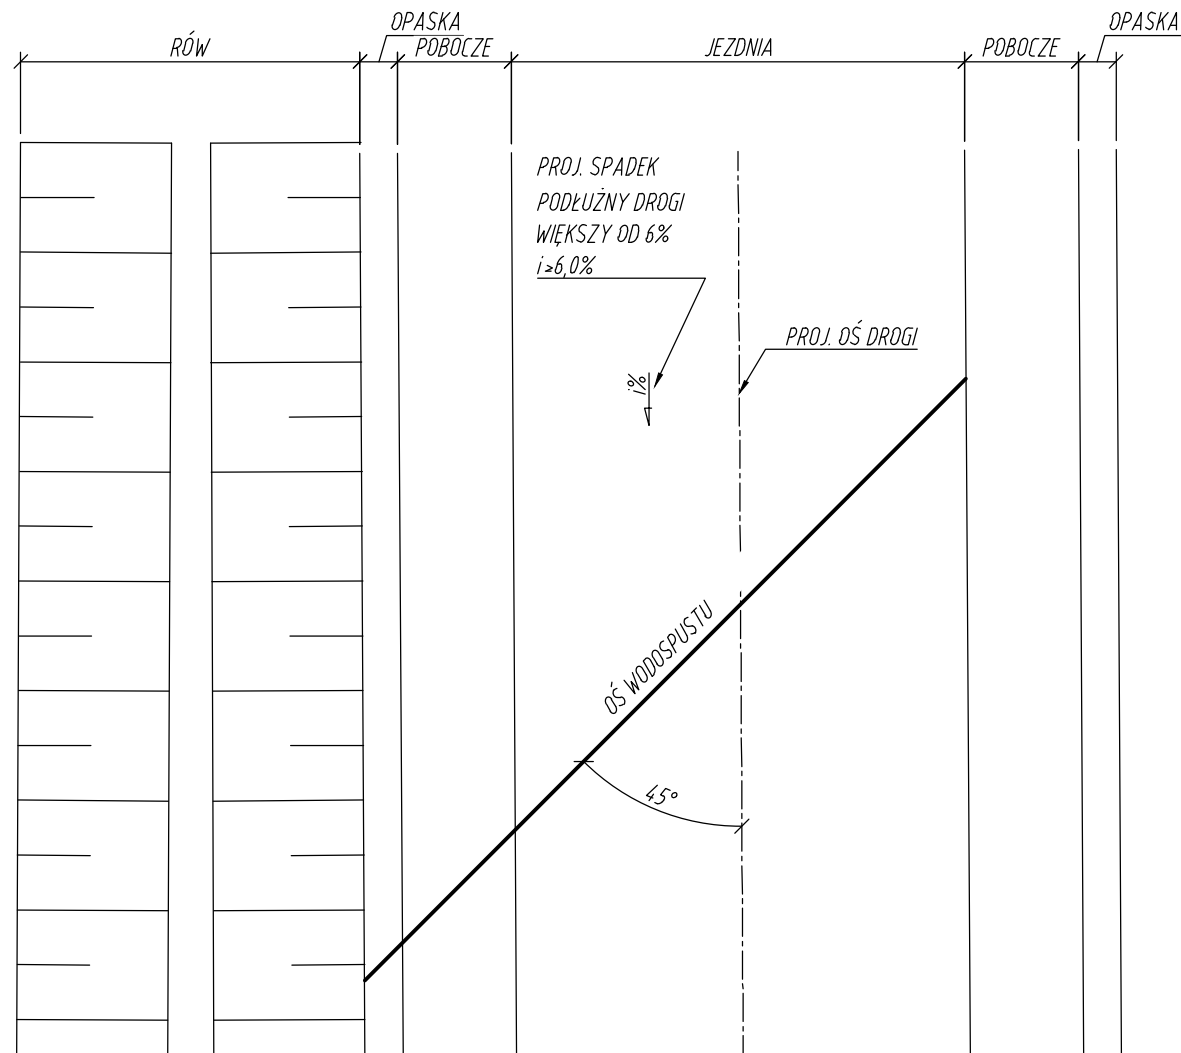 OPASKA
OPASKA
RÓW
POBOCZE
JEZDNIA
POBOCZE
PROJ. SPADEK
PODŁUŻNY DROGI
WIĘKSZY OD 6%
i≥6,0%
PROJ. OŚ DROGI
i%
OŚ WODOSPUSTU
45°